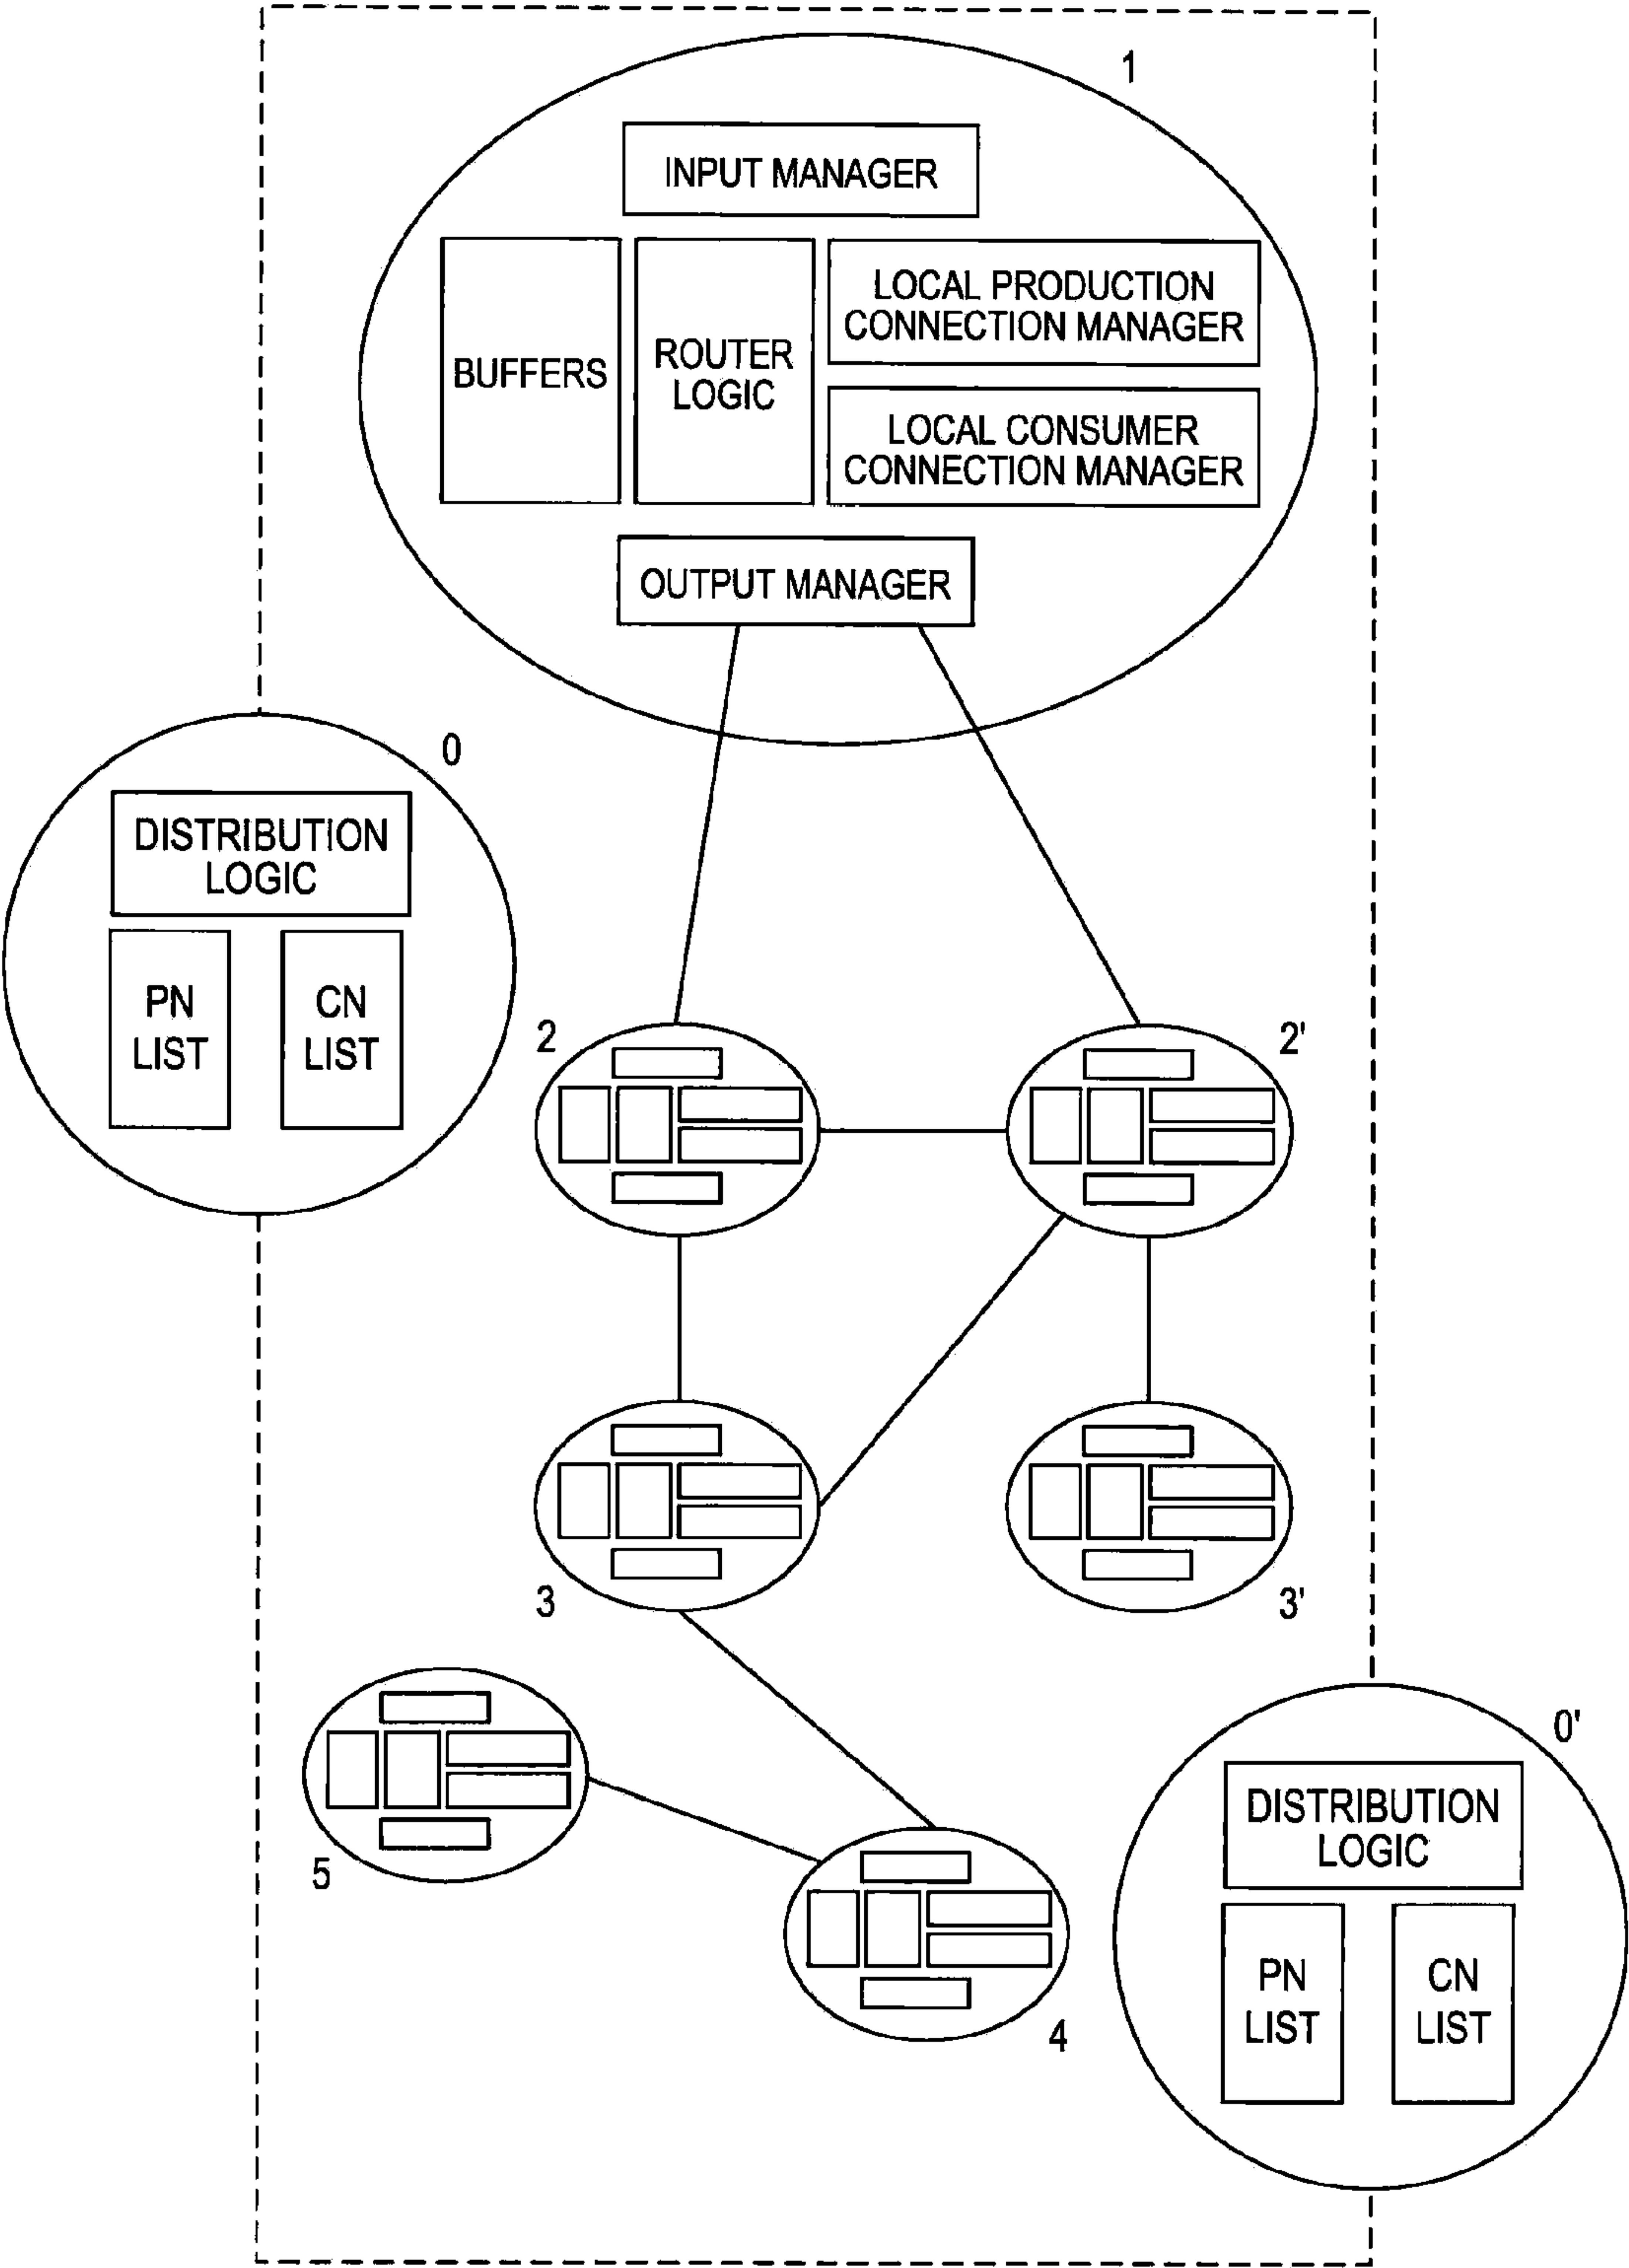 1
INPUT MANAGER
BUFFERS
ROUTER
LOGIC
LOCAL PRODUCTION
CONNECTION MANAGER
LOCAL CONSUMER
CONNECTION MANAGER
OUTPUT MANAGER
0
DISTRIBUTION
LOGIC
PN
LIST
CN
LIST
2
2'
3
3'
5
4
0'
DISTRIBUTION
LOGIC
PN
LIST
CN
LIST